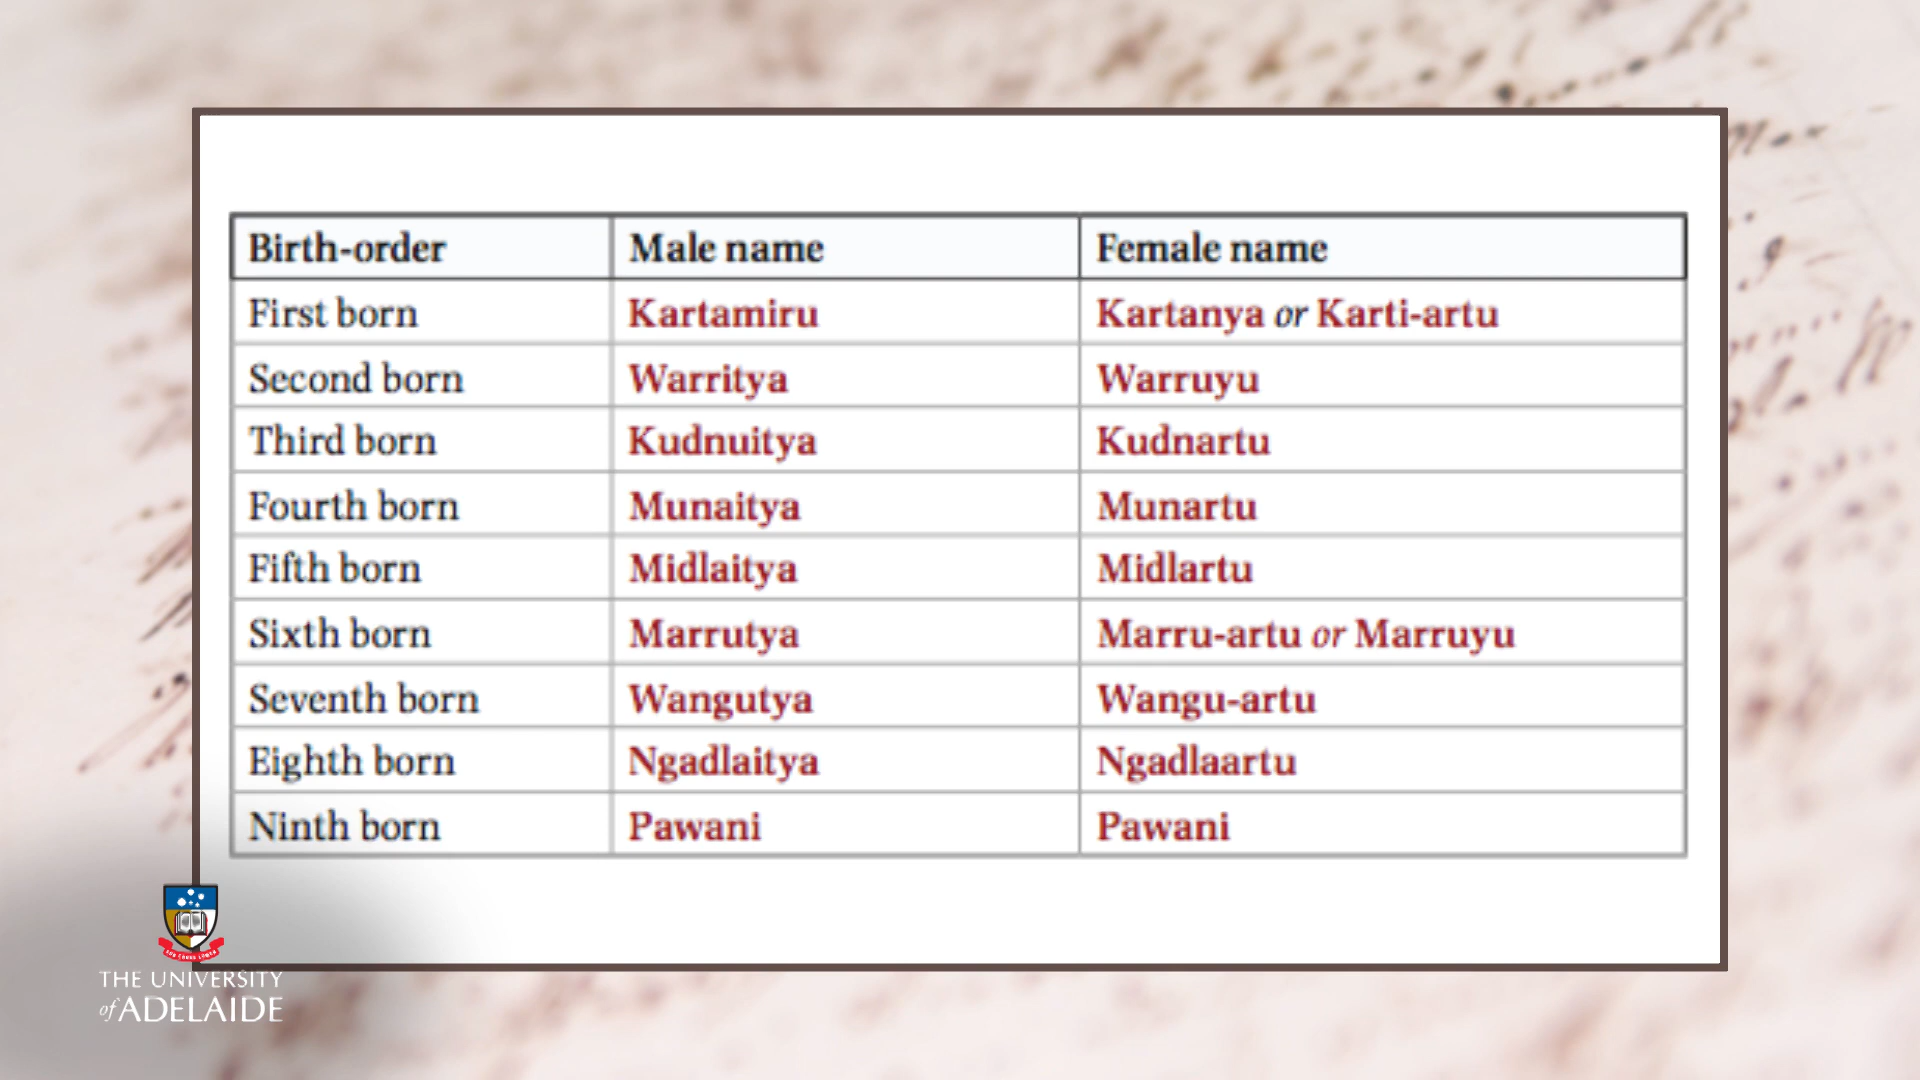 Birth-order Male name Female name
First born Kartamiru Kartanya or Karti-artu
Second born Warritya Warruyu
Third born Kudnuitya Kudnartu
Fourth born Munaitya Munartu
Fifth born Midlaitya Midlartu
Sixth born Marrutya Marru-artu or Marruyu
Seventh born Wangutya Wangu-artu
Eighth born Ngadlaitya Ngadlaartu
Ninth born Pawani Pawani
THE UNIVERSITY
of ADELAIDE